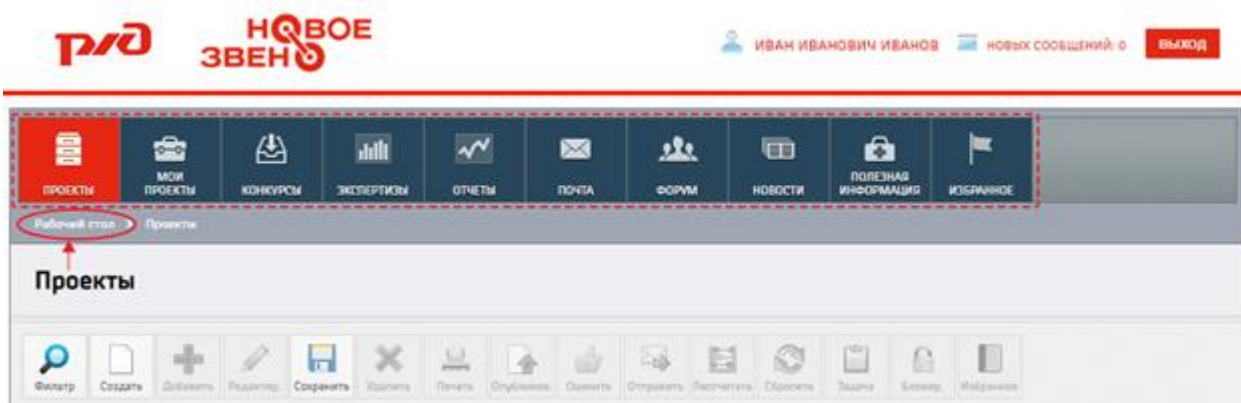 ржд НОВОЕ ЗВЕНО
ИВАН ИВАНОВИЧ ИВАНОВ НОВЫХ СООБЩЕНИЙ: 0 ВЫХОД
ПРОЕКТЫ МОИ ПРОЕКТЫ КОНКУРСЫ ЭКСПЕРТИЗЫ ОТЧЕТЫ ПОЧТА ФОРУМ НОВОСТИ ПОЛЕЗНАЯ ИНФОРМАЦИЯ ИЗБРАННОЕ
Рабочий стол Проекты
Проекты
Фильтр Создать Добавить Редактир. Сохранить Удалить Печать Опубликов. Оценить Отправить Рассчитать Сбросить Задача Блокир. Избранное